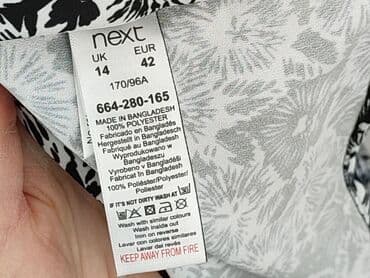 next
UK EUR
14 42
170/96A
664-280-165
MADE IN BANGLADESH
100% POLYESTER
Fabricado en Bangladés
Hergestellt in Bangladesch
Fabriqué au Bangladesh
Wyprodukowano w
Bangladeszu
Vyrobeno v Bangladéši
Fabricat în Bangladesh
100% Poliéster/Polyester/
Poliester
IF IT'S NOT DIRTY WASH AT 30
Wash with similar colours
Wash inside out
Iron on reverse
Lavar con colores similares
Lavar del revés
KEEP AWAY FROM FIRE